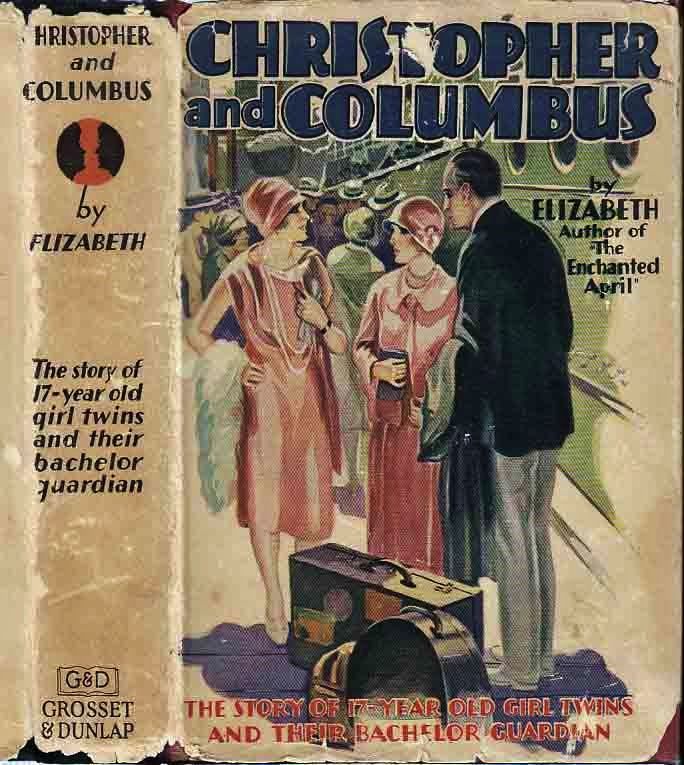 HRISTOPHER
and
COLUMBUS
by
ELIZABETH
The story of
17-year old
girl twins
and their
bachelor
guardian
G&D
GROSSET
& DUNLAP
CHRISTOPHER
and COLUMBUS
by
ELIZABETH
Author of
"The
Enchanted
April"
THE STORY OF 17-YEAR OLD GIRL TWINS
AND THEIR BACHELOR GUARDIAN